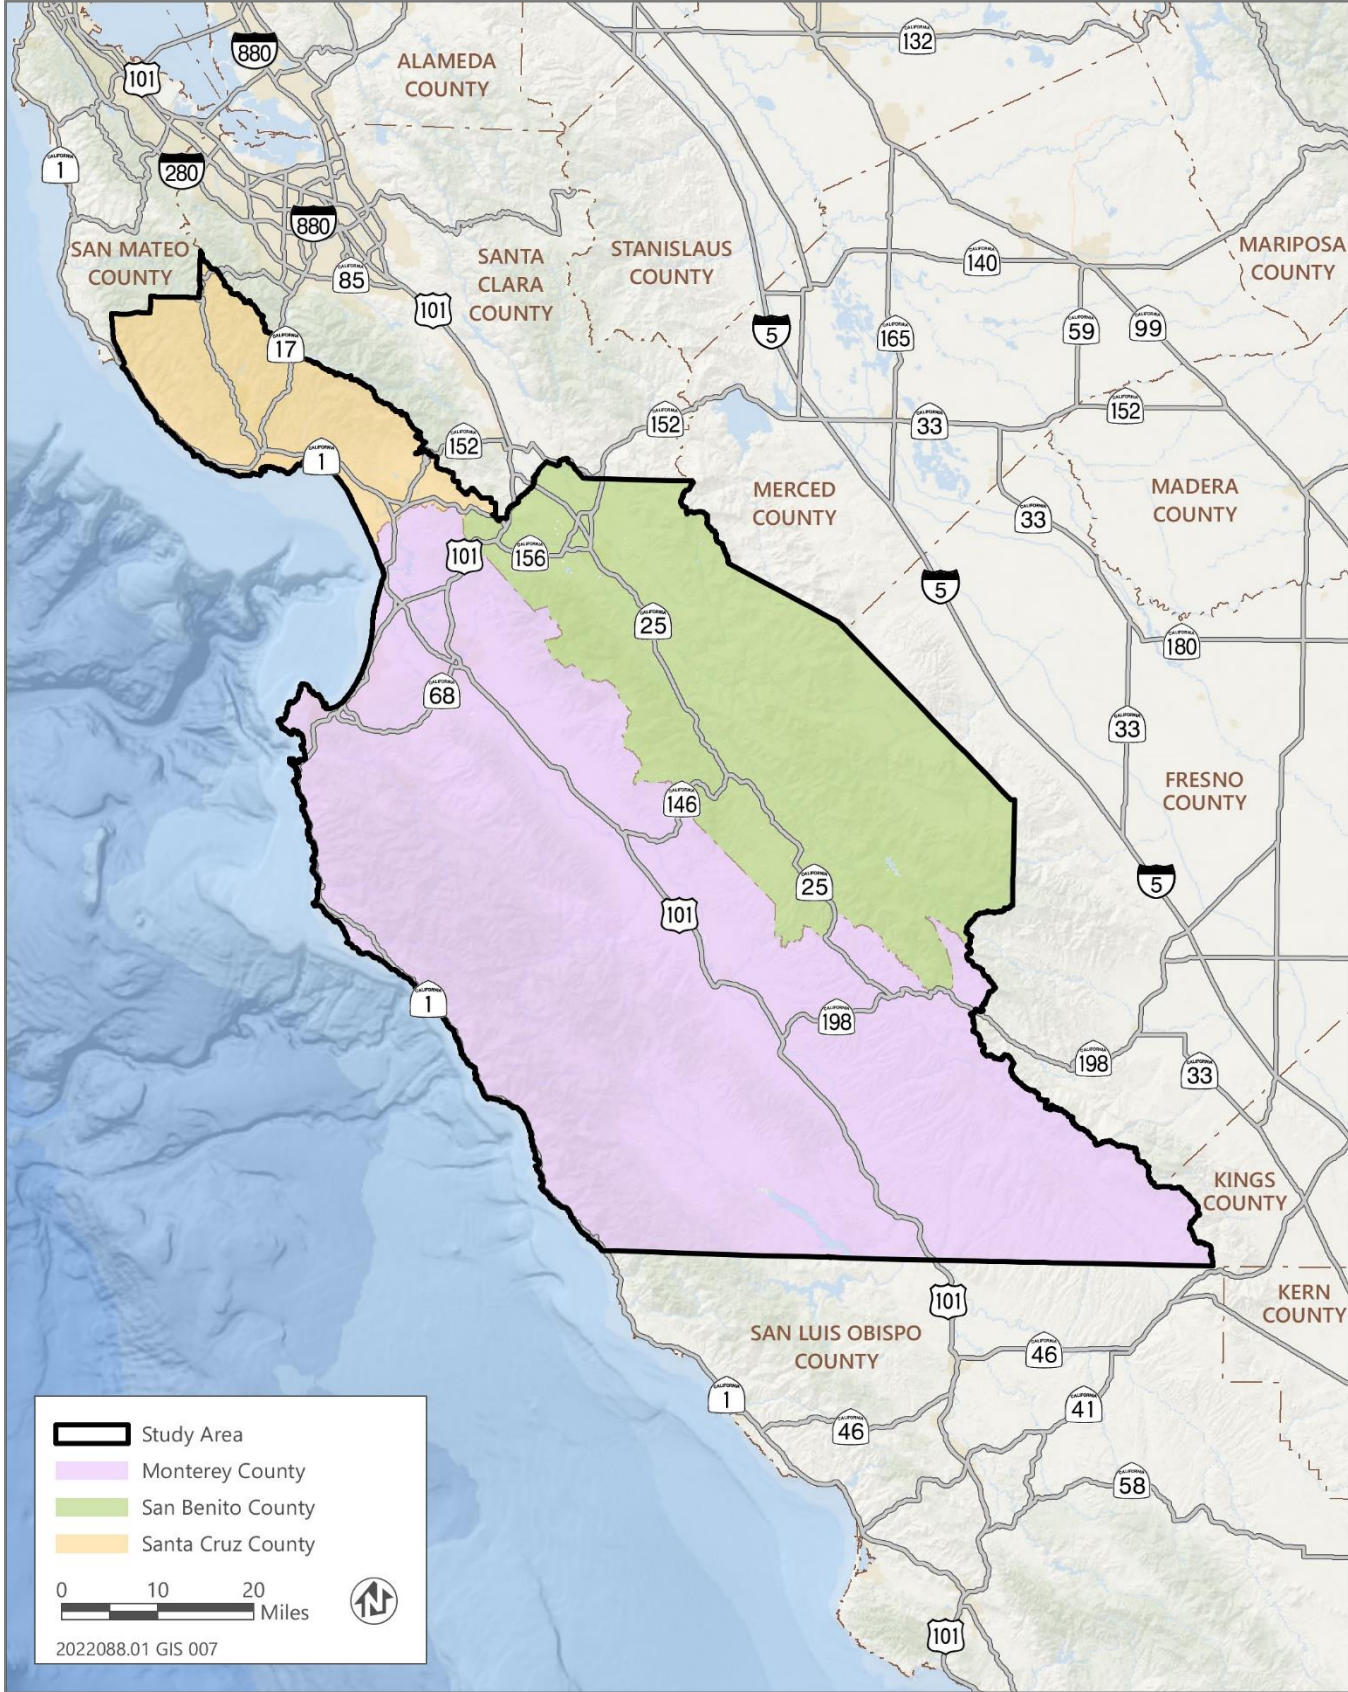 880
132
ALAMEDA
COUNTY
101
CALIFORNIA
1
280
880
SAN MATEO
COUNTY
SANTA
CLARA
COUNTY
STANISLAUS
COUNTY
MARIPOSA
COUNTY
140
85
101
17
5
165
59
99
152
152
33
152
1
MERCED
COUNTY
MADERA
COUNTY
33
101
156
5
25
180
68
33
146
FRESNO
COUNTY
25
5
101
1
198
198
33
KINGS
COUNTY
101
KERN
COUNTY
SAN LUIS OBISPO
COUNTY
46
1
41
46
58
101
Study Area
Monterey County
San Benito County
Santa Cruz County
0 10 20
Miles
N
2022088.01 GIS 007